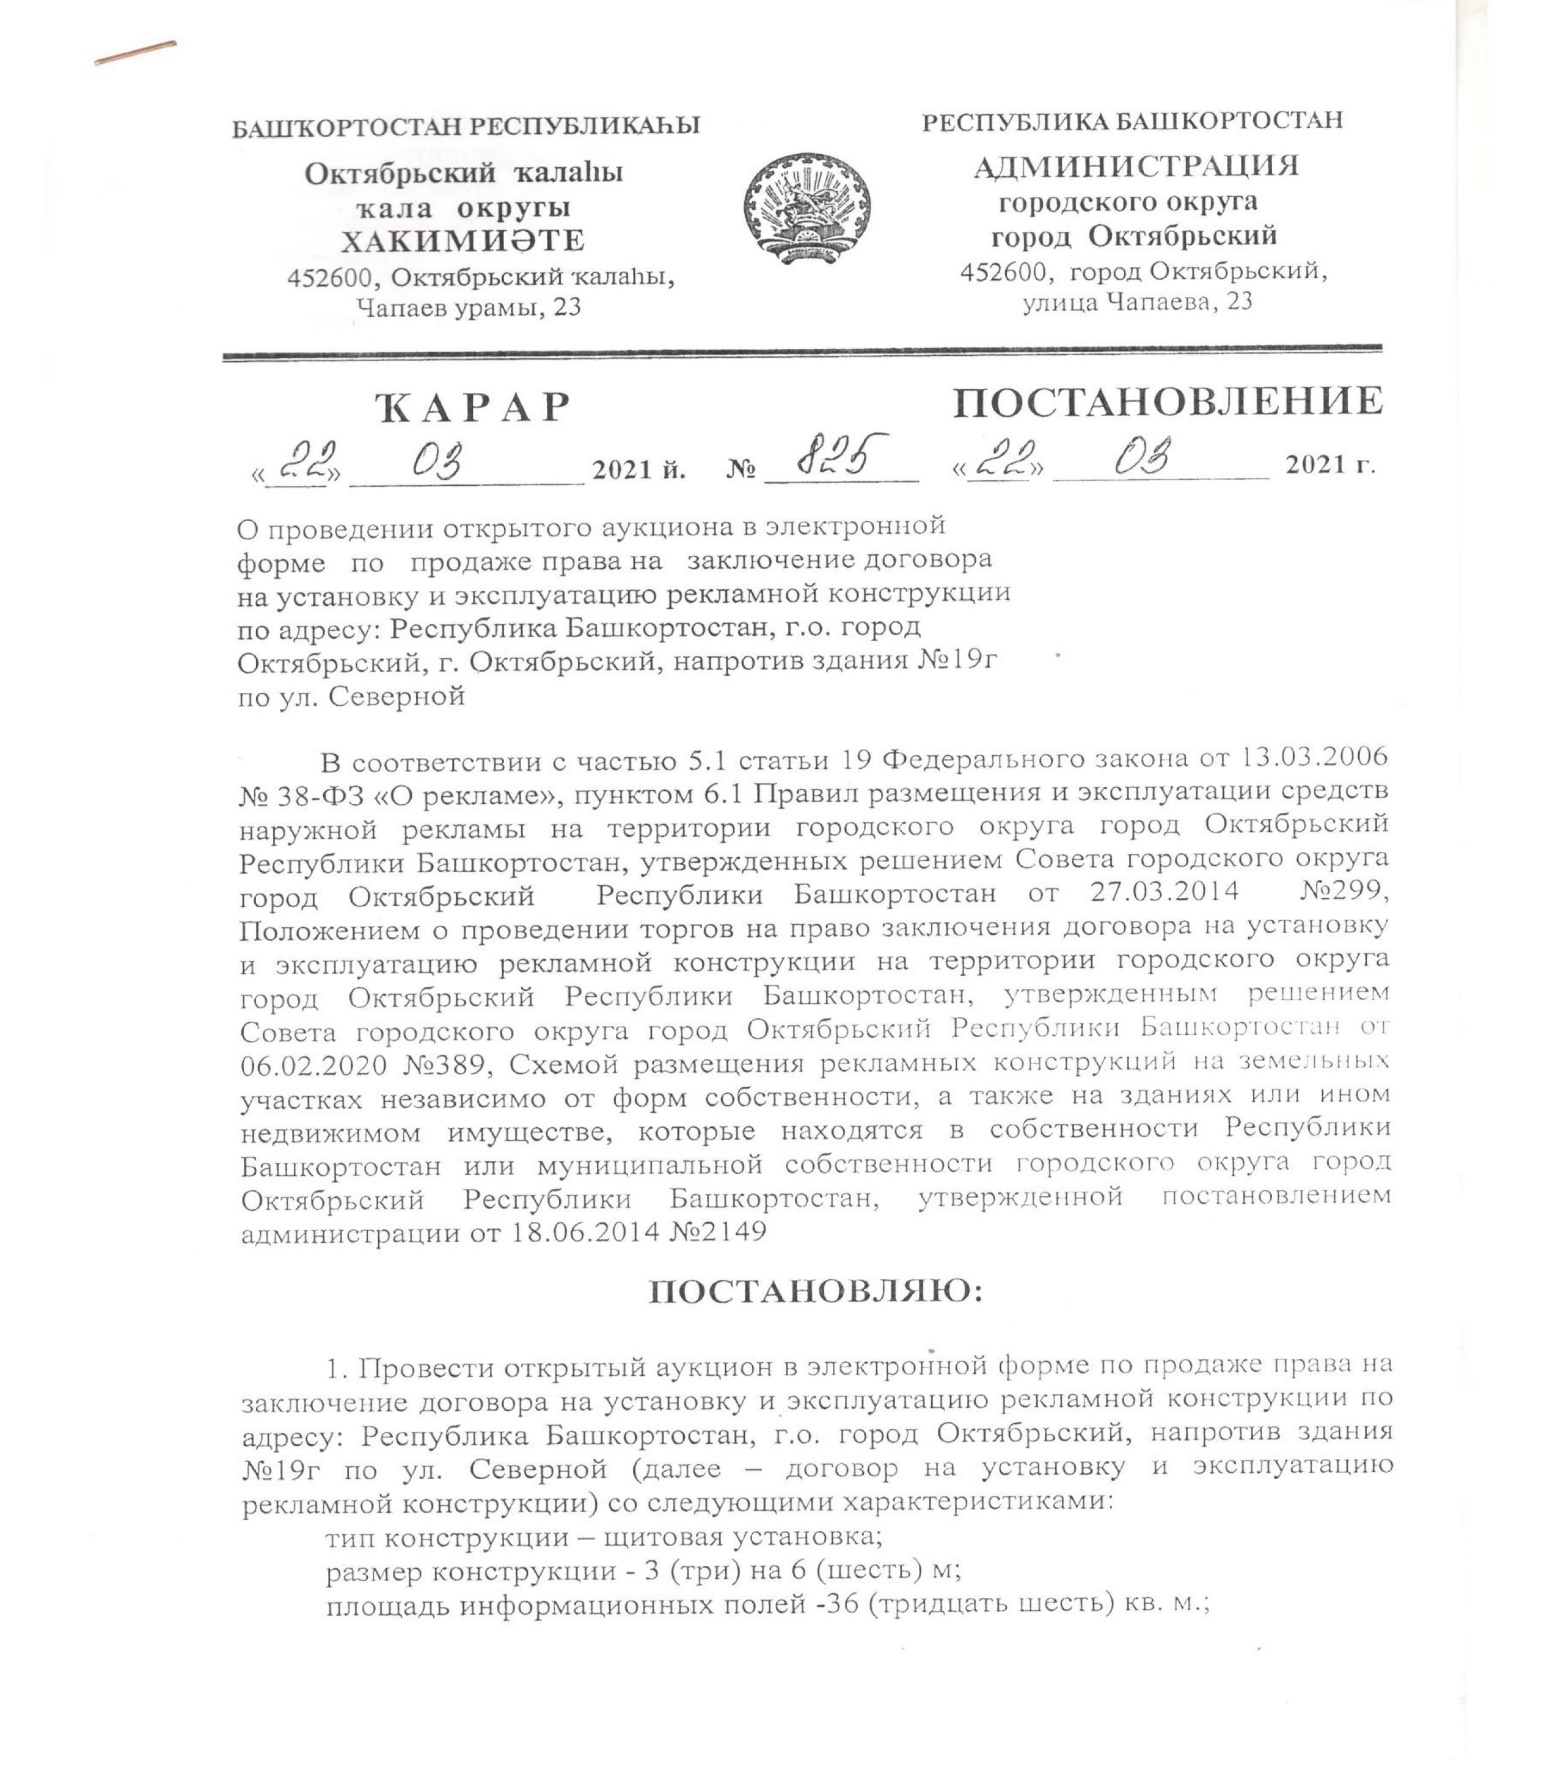 БАШҠОРТОСТАН РЕСПУБЛИКАҺЫ
Октябрьский ҡалаһы
ҡала округы
ХАКИМИӘТЕ
452600, Октябрьский ҡалаһы,
Чапаев урамы, 23
РЕСПУБЛИКА БАШКОРТОСТАН
АДМИНИСТРАЦИЯ
городского округа
город Октябрьский
452600, город Октябрьский,
улица Чапаева, 23
ҠАРАР
ПОСТАНОВЛЕНИЕ
«22» 03 2021 й. № 825 «22» 03 2021 г.
О проведении открытого аукциона в электронной
форме по продаже права на заключение договора
на установку и эксплуатацию рекламной конструкции
по адресу: Республика Башкортостан, г.о. город
Октябрьский, г. Октябрьский, напротив здания №19г
по ул. Северной
В соответствии с частью 5.1 статьи 19 Федерального закона от 13.03.2006
№ 38-ФЗ «О рекламе», пунктом 6.1 Правил размещения и эксплуатации средств
наружной рекламы на территории городского округа город Октябрьский
Республики Башкортостан, утвержденных решением Совета городского округа
город Октябрьский Республики Башкортостан от 27.03.2014 №299,
Положением о проведении торгов на право заключения договора на установку
и эксплуатацию рекламной конструкции на территории городского округа
город Октябрьский Республики Башкортостан, утвержденным решением
Совета городского округа город Октябрьский Республики Башкортостан от
06.02.2020 №389, Схемой размещения рекламных конструкций на земельных
участках независимо от форм собственности, а также на зданиях или ином
недвижимом имуществе, которые находятся в собственности Республики
Башкортостан или муниципальной собственности городского округа город
Октябрьский Республики Башкортостан, утвержденной постановлением
администрации от 18.06.2014 №2149
ПОСТАНОВЛЯЮ:
1. Провести открытый аукцион в электронной форме по продаже права на
заключение договора на установку и эксплуатацию рекламной конструкции по
адресу: Республика Башкортостан, г.о. город Октябрьский, напротив здания
№19г по ул. Северной (далее – договор на установку и эксплуатацию
рекламной конструкции) со следующими характеристиками:
тип конструкции – щитовая установка;
размер конструкции - 3 (три) на 6 (шесть) м;
площадь информационных полей -36 (тридцать шесть) кв. м.;